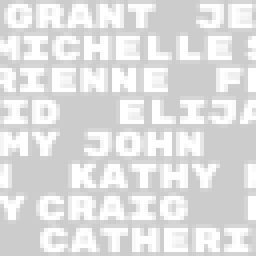 GRANT JE
MICHELLE S
RIENNE F
ID ELIJA
MY JOHN
N KATHY
Y CRAIG
CATHERI